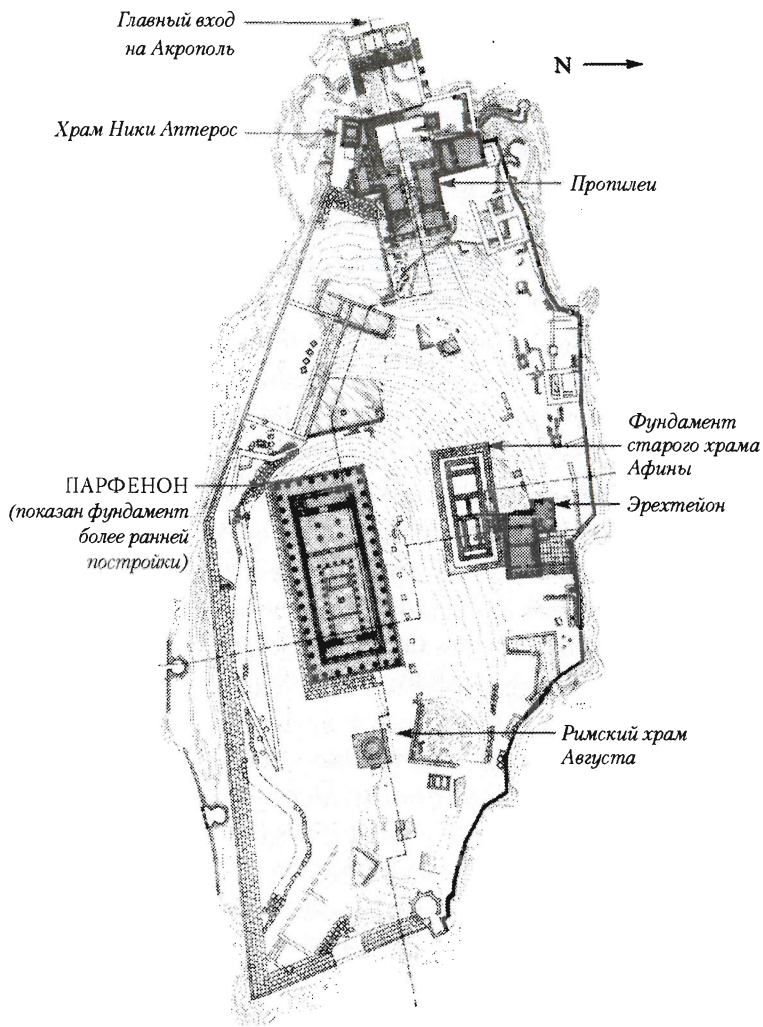 Главный вход
на Акрополь
N
Храм Ники Аптерос
Пропилеи
Фундамент
старого храма
Афины
ПАРФЕНОН
(показан фундамент
более ранней
постройки)
Эрехтейон
Римский храм
Августа